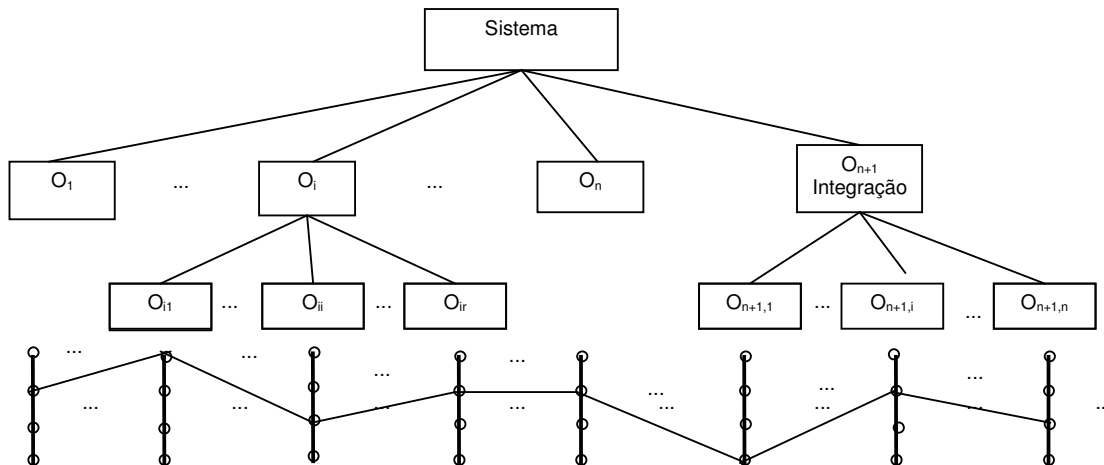 Sistema
O₁ ... Oᵢ ... Oₙ Oₙ₊₁
Integração
Oᵢ₁ ... Oᵢᵢ ... Oᵢᵣ Oₙ₊₁,₁ ... Oₙ₊₁,ᵢ ... Oₙ₊₁,ₙ
... ... ...
... ...
... ... ... ... ... ... ... ...